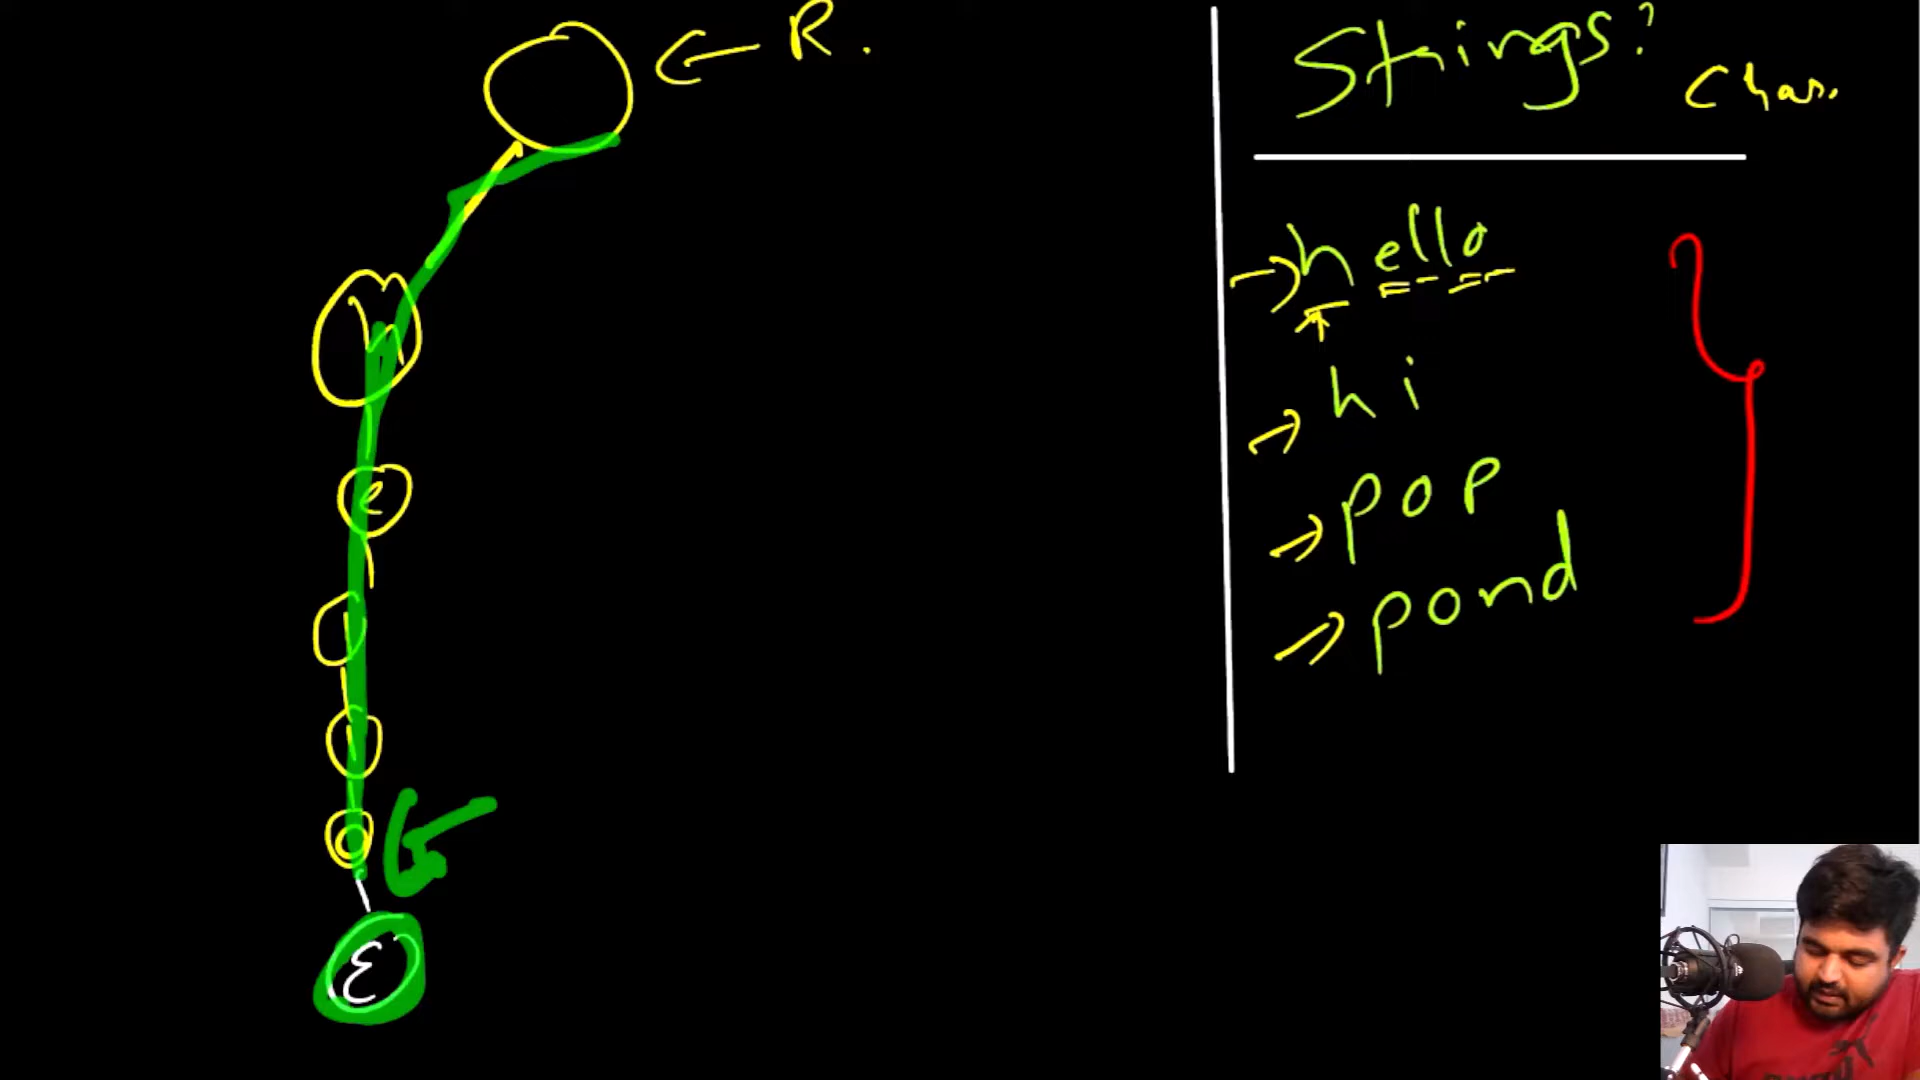 R.
h
e
l
l
o
ε
Strings?
Char.
hello
hi
pop
pond